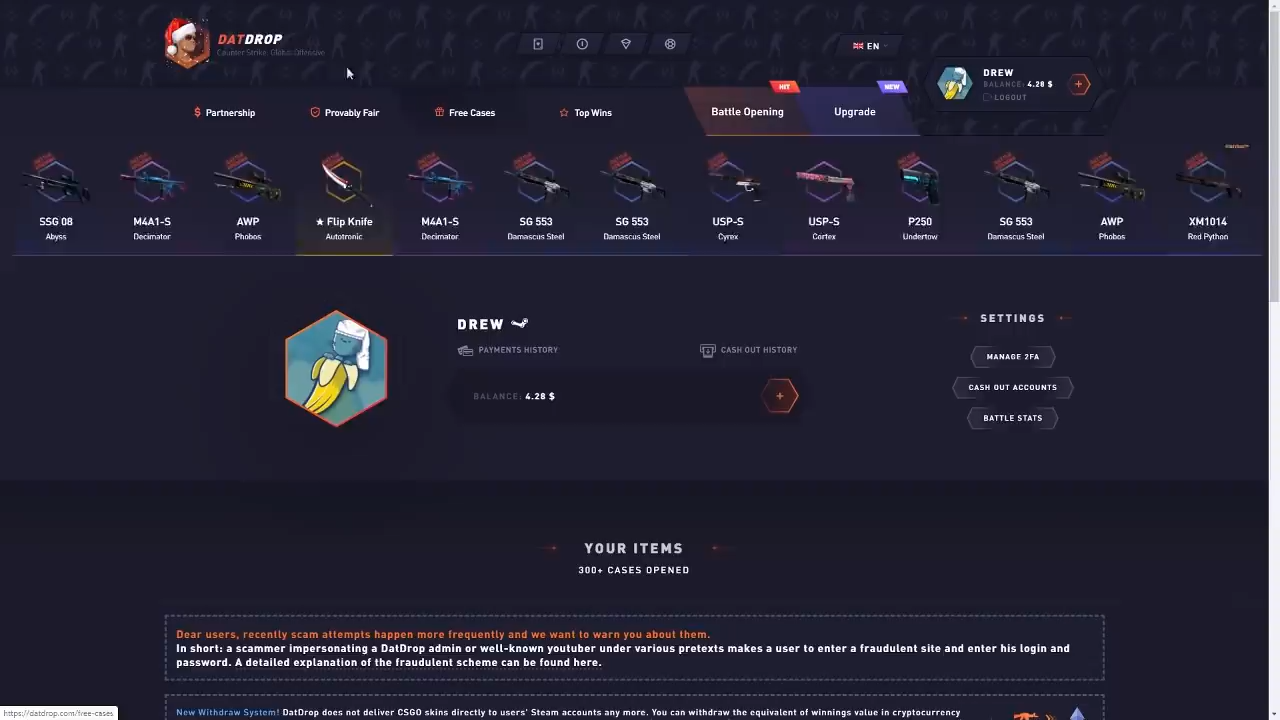 DATDROP
Counter Strike: Global Offensive
EN
DREW
BALANCE: 4.28 $
LOGOUT
Partnership
Provably Fair
Free Cases
Top Wins
HIT
Battle Opening
NEW
Upgrade
SSG 08
Abyss
M4A1-S
Decimator
AWP
Phobos
★ Flip Knife
Autotronic
M4A1-S
Decimator
SG 553
Damascus Steel
SG 553
Damascus Steel
USP-S
Cyrex
USP-S
Cortex
P250
Undertow
SG 553
Damascus Steel
AWP
Phobos
XM1014
Red Python
DREW
PAYMENTS HISTORY
CASH OUT HISTORY
BALANCE: 4.28 $
SETTINGS
MANAGE 2FA
CASH OUT ACCOUNTS
BATTLE STATS
YOUR ITEMS
300+ CASES OPENED
Dear users, recently scam attempts happen more frequently and we want to warn you about them.
In short: a scammer impersonating a DatDrop admin or well-known youtuber under various pretexts makes a user to enter a fraudulent site and enter his login and
password. A detailed explanation of the fraudulent scheme can be found here.
New Withdraw System! DatDrop does not deliver CSGO skins directly to users' Steam accounts any more. You can withdraw the equivalent of winnings value in cryptocurrency
https://datdrop.com/free-cases